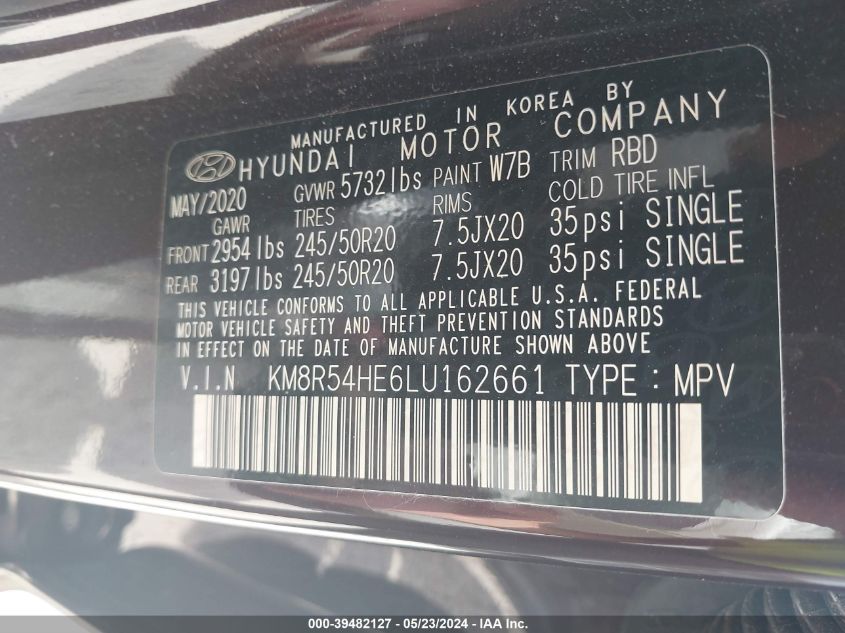 MANUFACTURED IN KOREA BY
HYUNDAI MOTOR COMPANY
MAY/2020 GVWR 5732lbs PAINT W7B TRIM RBD
GAWR TIRES RIMS COLD TIRE INFL
FRONT 2954lbs 245/50R20 7.5JX20 35psi SINGLE
REAR 3197lbs 245/50R20 7.5JX20 35psi SINGLE
THIS VEHICLE CONFORMS TO ALL APPLICABLE U.S.A. FEDERAL
MOTOR VEHICLE SAFETY AND THEFT PREVENTION STANDARDS
IN EFFECT ON THE DATE OF MANUFACTURE SHOWN ABOVE
V.I.N KM8R54HE6LU162661 TYPE : MPV
000-39482127 - 05/23/2024 - IAA Inc.